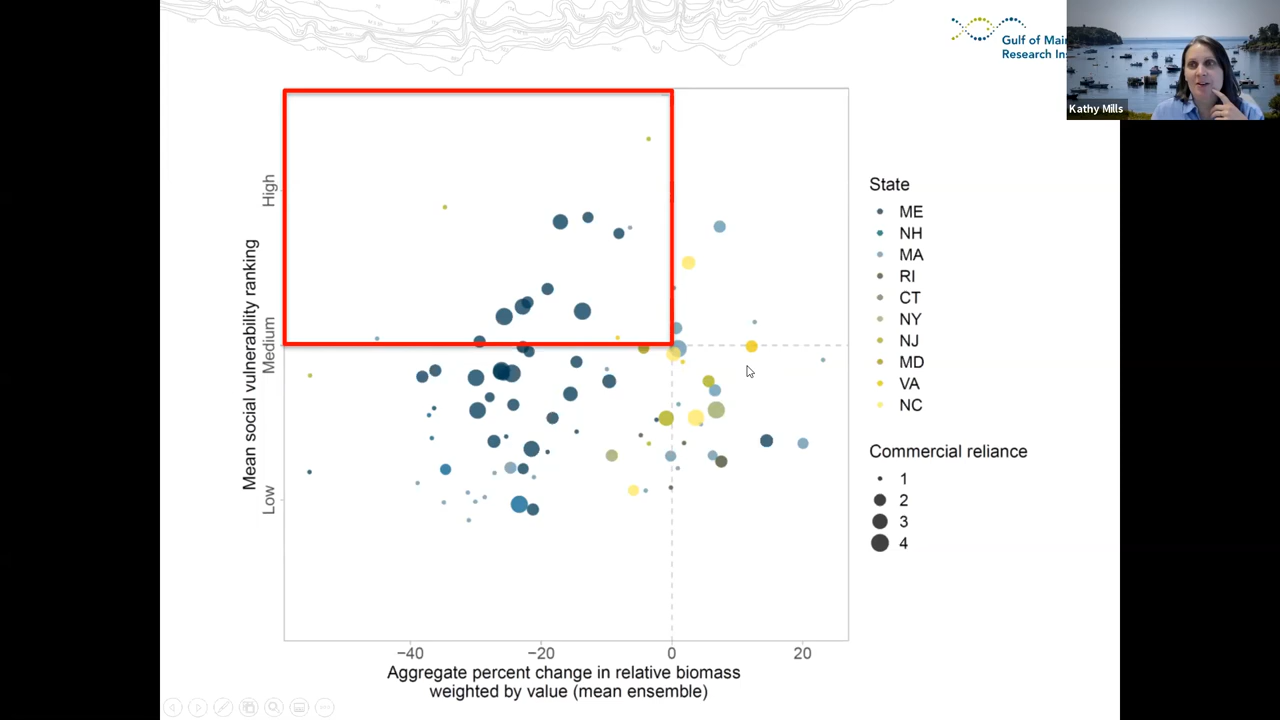 Gulf of Mai
Research Ins
Kathy Mills
Mean social vulnerability ranking
High
Medium
Low
−40
−20
0
20
Aggregate percent change in relative biomass
weighted by value (mean ensemble)
State
ME
NH
MA
RI
CT
NY
NJ
MD
VA
NC
Commercial reliance
1
2
3
4